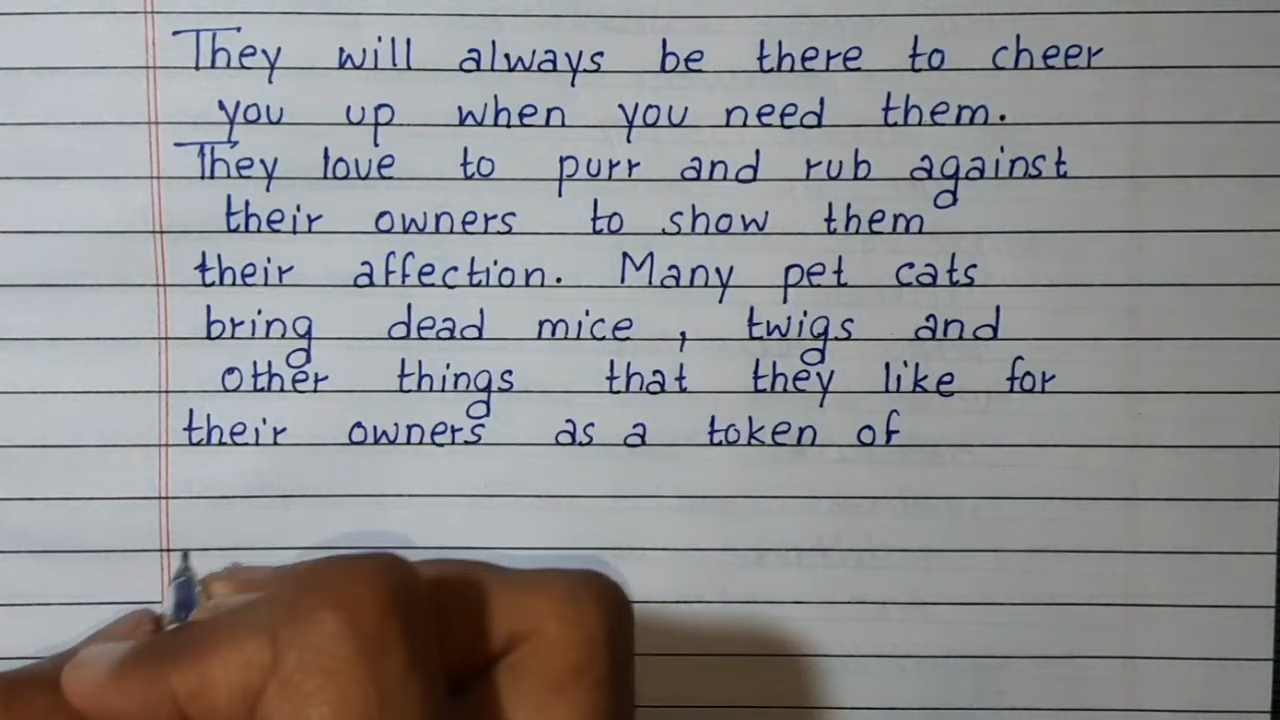 They will always be there to cheer
you up when you need them.
They love to purr and rub against
their owners to show them
their affection. Many pet cats
bring dead mice , twigs and
other things that they like for
their owners as a token of